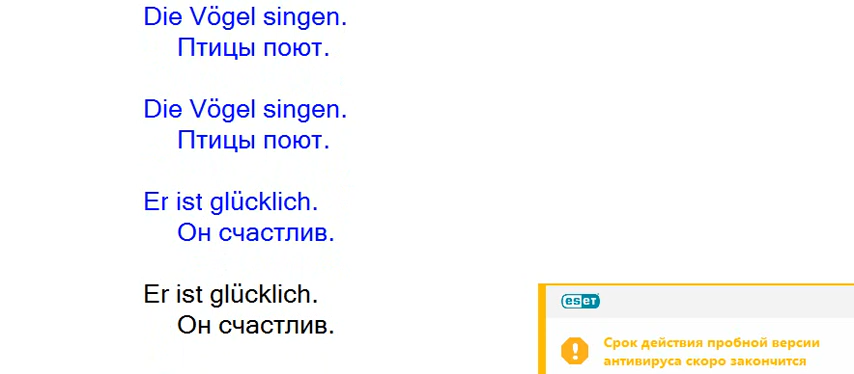 Die Vögel singen.
Птицы поют.
Die Vögel singen.
Птицы поют.
Er ist glücklich.
Он счастлив.
Er ist glücklich.
Он счастлив.
eset
Срок действия пробной версии
антивируса скоро закончится